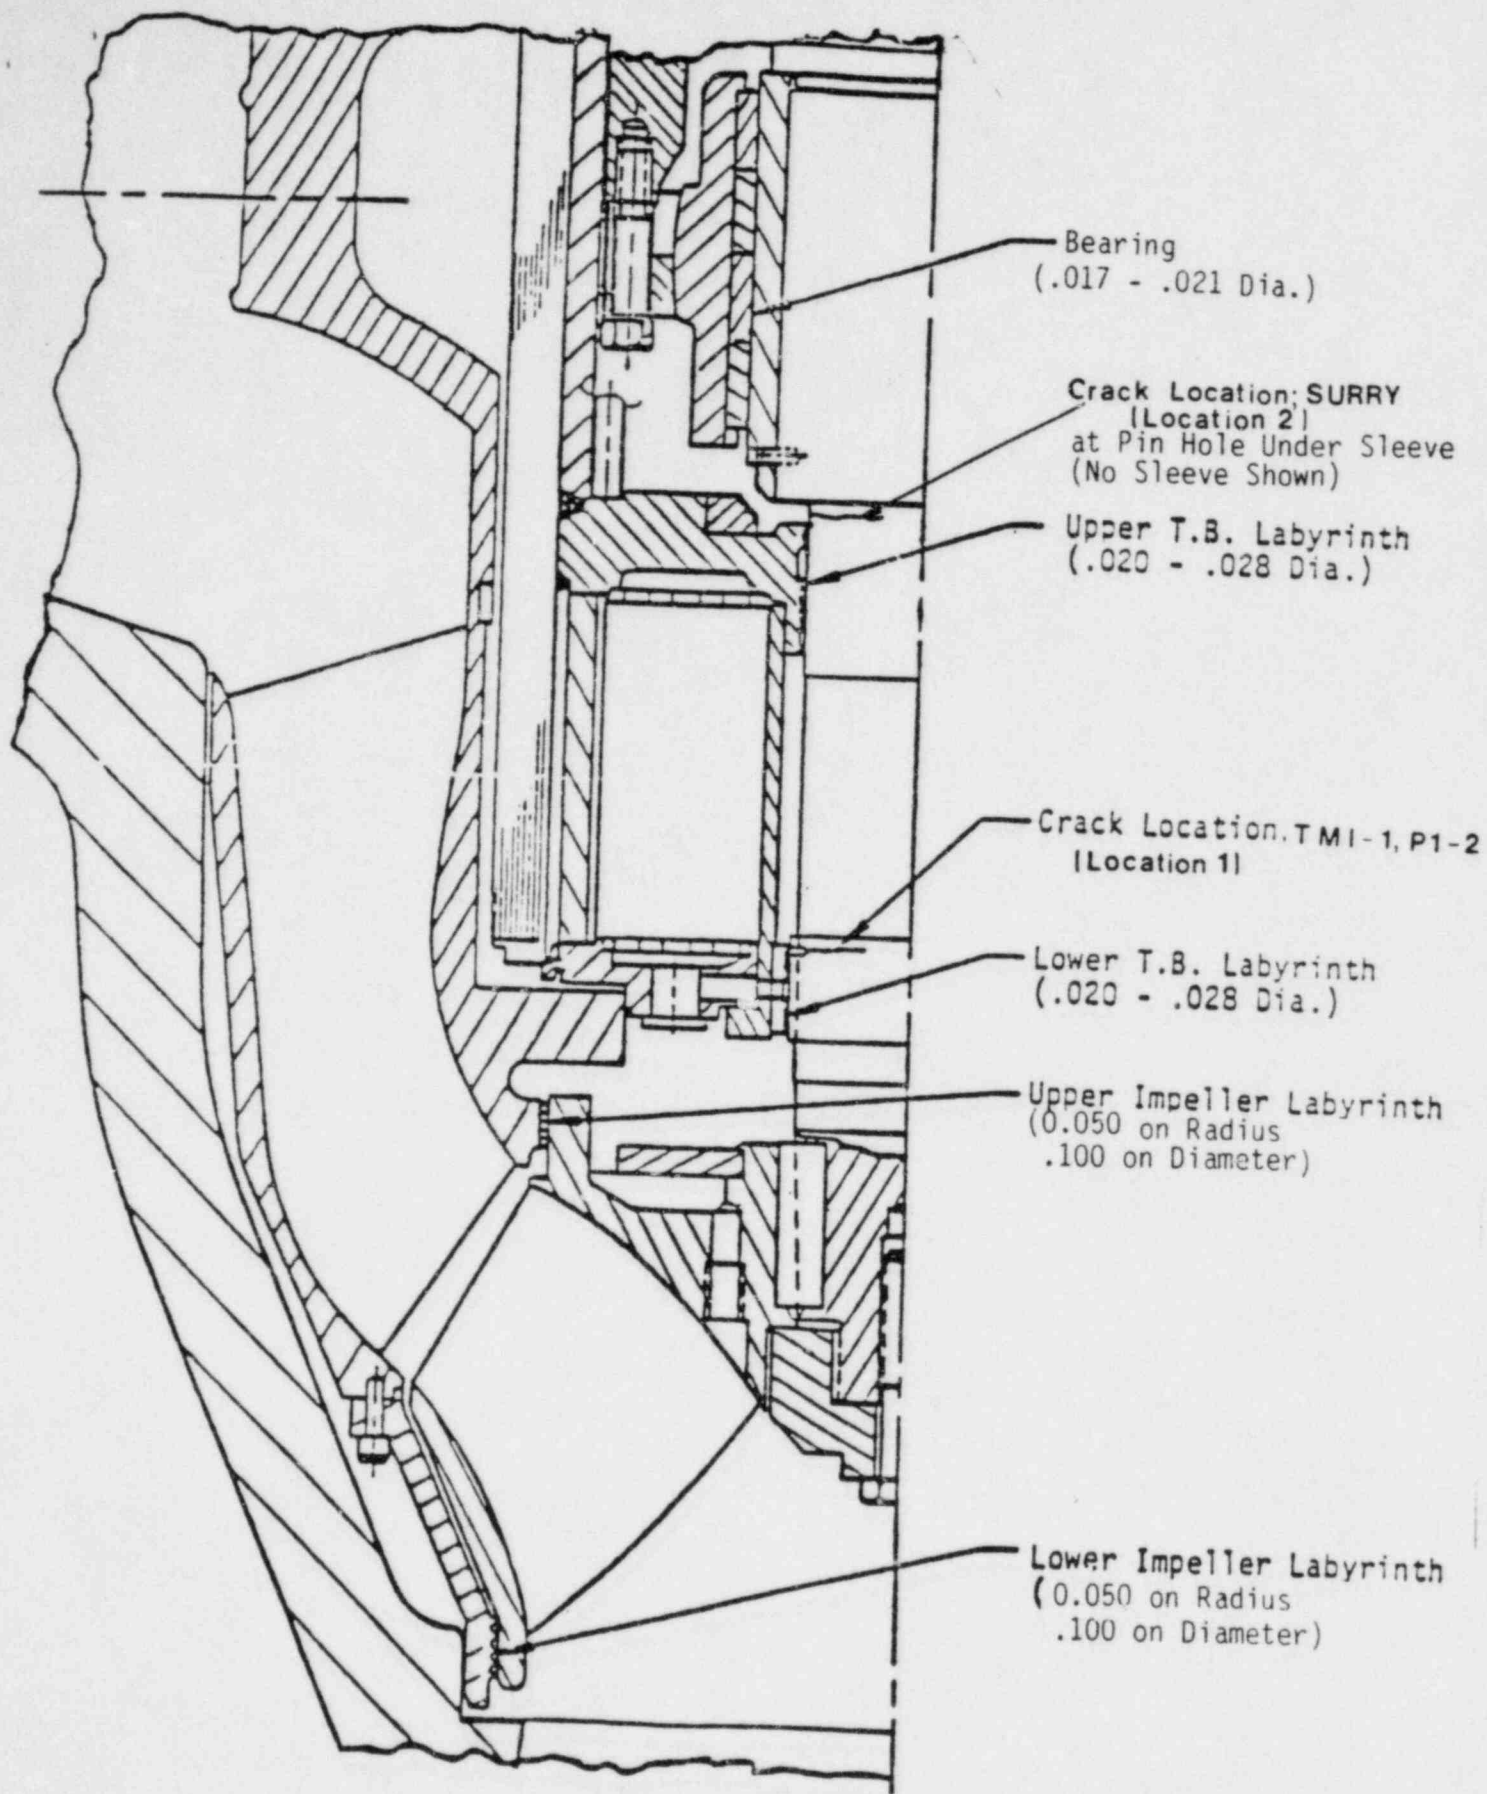 Bearing
(.017 - .021 Dia.)
Crack Location; SURRY
(Location 2)
at Pin Hole Under Sleeve
(No Sleeve Shown)
Upper T.B. Labyrinth
(.020 - .028 Dia.)
Crack Location. TMI-1, P1-2
(Location 1)
Lower T.B. Labyrinth
(.020 - .028 Dia.)
Upper Impeller Labyrinth
(0.050 on Radius
.100 on Diameter)
Lower Impeller Labyrinth
(0.050 on Radius
.100 on Diameter)